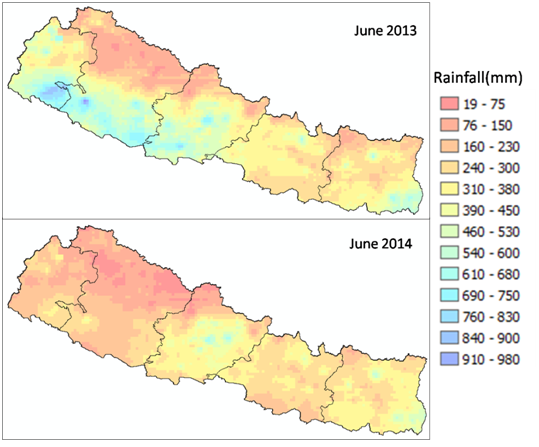 June 2013
Rainfall(mm)
19 - 75
76 - 150
160 - 230
240 - 300
310 - 380
390 - 450
460 - 530
540 - 600
610 - 680
690 - 750
760 - 830
840 - 900
910 - 980
June 2014